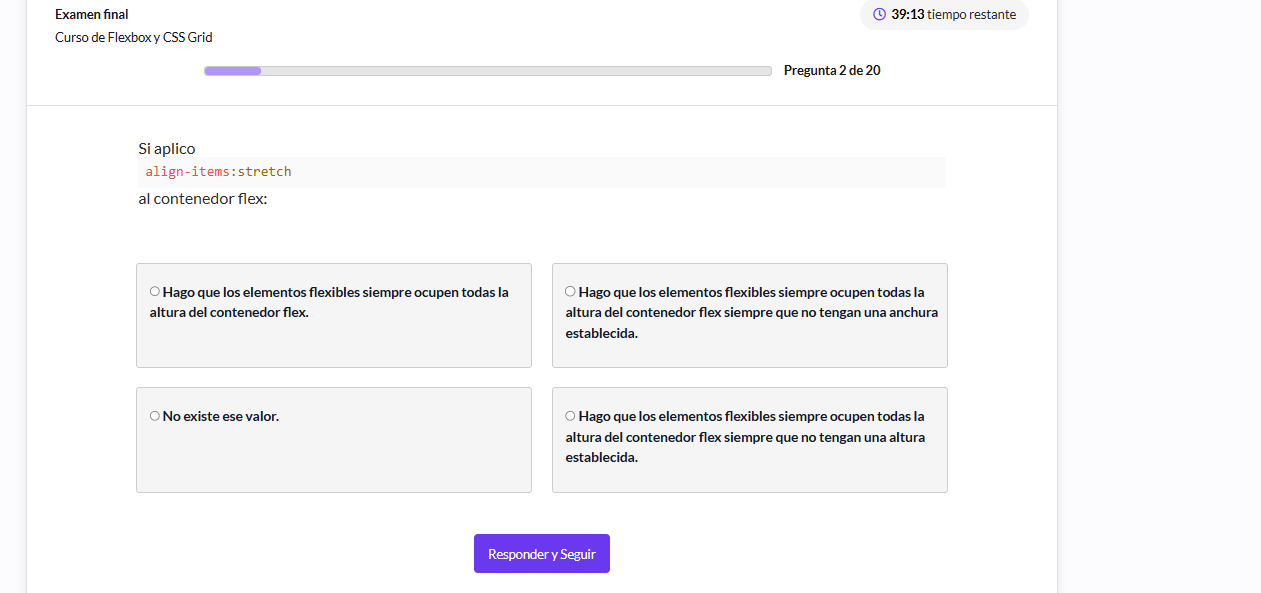 Examen final
39:13 tiempo restante
Curso de Flexbox y CSS Grid
Pregunta 2 de 20
Si aplico
align-items:stretch
al contenedor flex:
Hago que los elementos flexibles siempre ocupen todas la
altura del contenedor flex.
Hago que los elementos flexibles siempre ocupen todas la
altura del contenedor flex siempre que no tengan una anchura
establecida.
No existe ese valor.
Hago que los elementos flexibles siempre ocupen todas la
altura del contenedor flex siempre que no tengan una altura
establecida.
Responder y Seguir